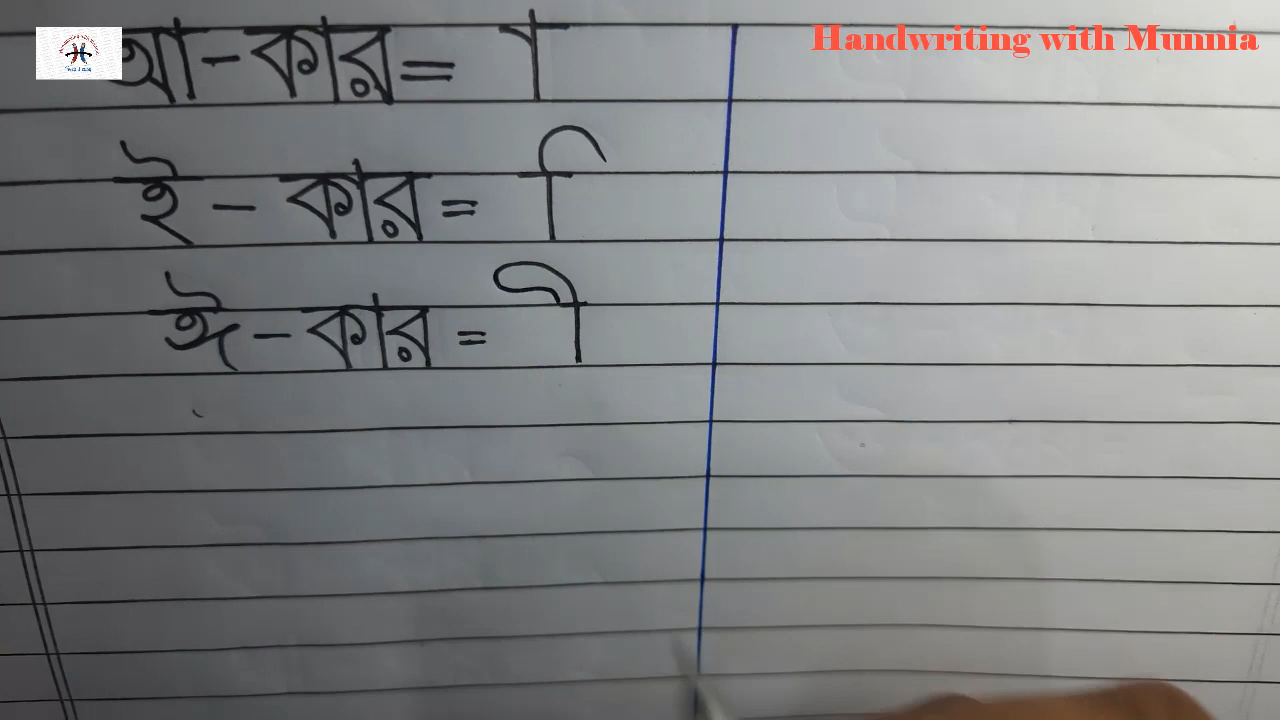 Handwriting with Munnia
আ-কার= া
ই - কার = ি
ঈ - কার = ী